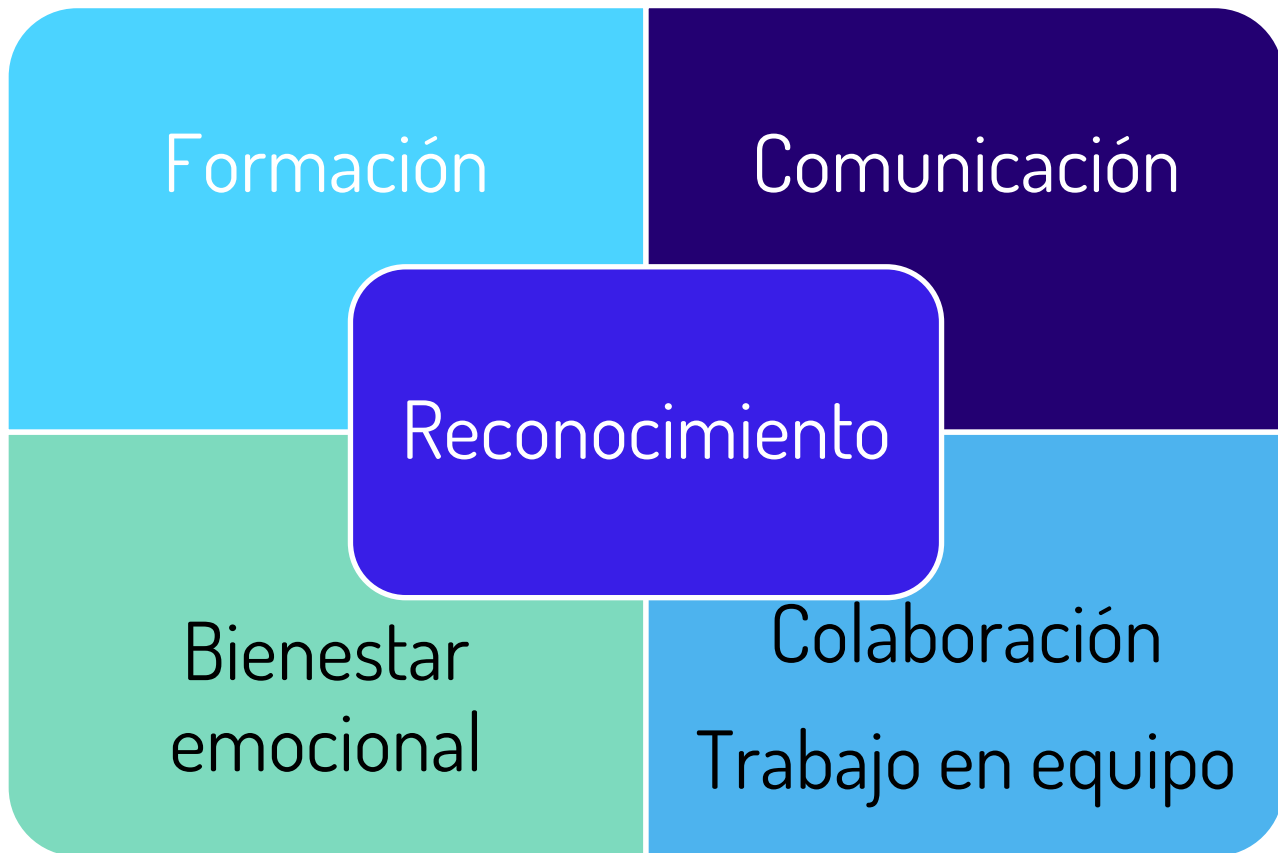 Formación
Comunicación
Reconocimiento
Bienestar
emocional
Colaboración
Trabajo en equipo